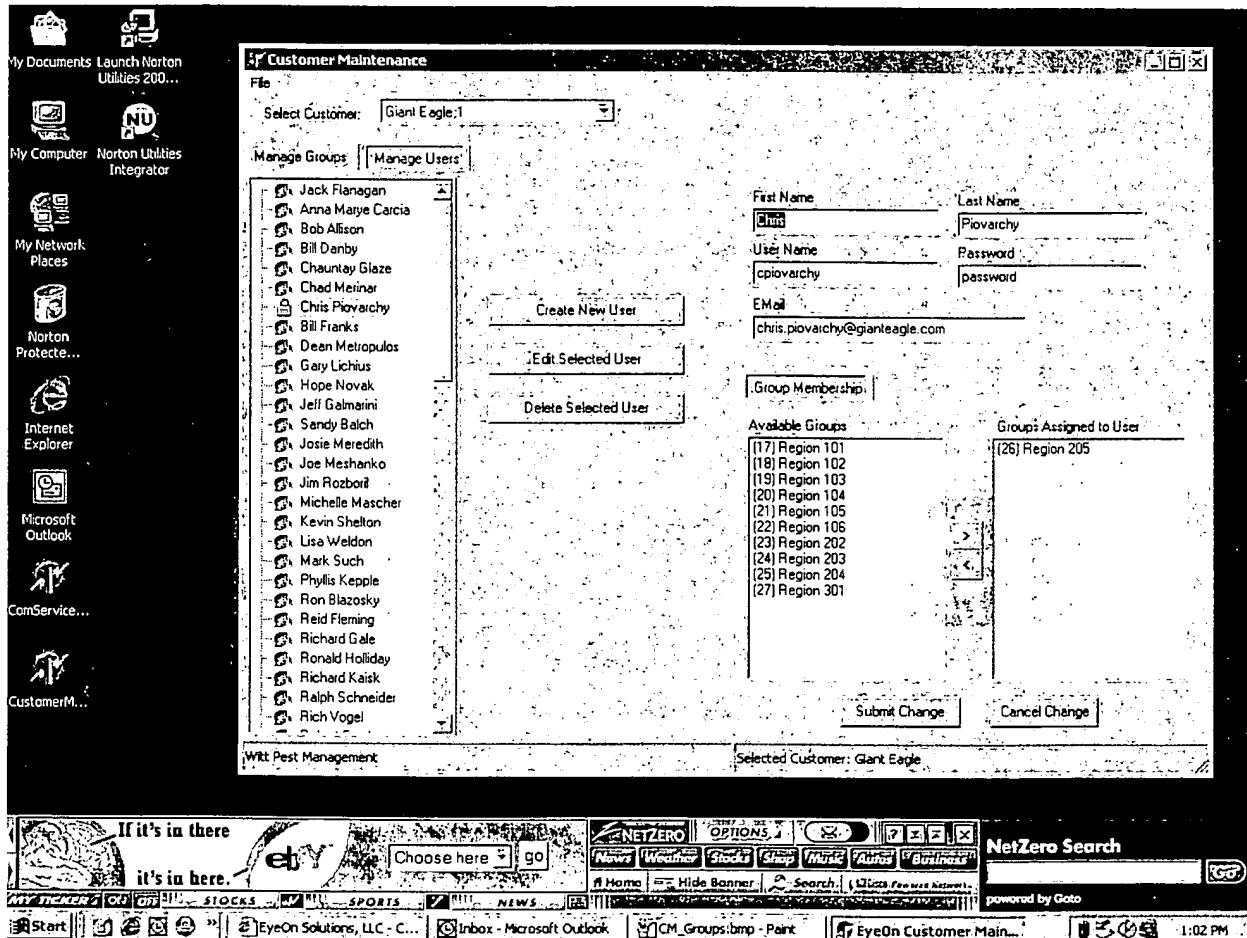 My Documents
Launch Norton
Utilities 200...
My Computer
Norton Utilities
Integrator
My Network
Places
Norton
Protecte...
Internet
Explorer
Microsoft
Outlook
ComService...
CustomerM...
Customer Maintenance
File
Select Customer: Giant Eagle;1
Manage Groups Manage Users
Jack Flanagan
Anna Marye Carcia
Bob Allison
Bill Danby
Chauntay Glaze
Chad Merinar
Chris Piovarchy
Bill Franks
Dean Metropulos
Gary Lichius
Hope Novak
Jeff Galmarini
Sandy Balch
Josie Meredith
Joe Meshanko
Jim Rozboril
Michelle Mascher
Kevin Shelton
Lisa Weldon
Mark Such
Phyllis Kepple
Ron Blazosky
Reid Fleming
Richard Gale
Ronald Holliday
Richard Kaisk
Ralph Schneider
Rich Vogel
Create New User
Edit Selected User
Delete Selected User
First Name Last Name
Chris Piovarchy
User Name Password
cpiovarchy password
EMail
chris.piovarchy@gianteagle.com
Group Membership
Available Groups
(17) Region 101
(18) Region 102
(19) Region 103
(20) Region 104
(21) Region 105
(22) Region 106
(23) Region 202
(24) Region 203
(25) Region 204
(27) Region 301
>
<
Groups Assigned to User
(26) Region 205
Submit Change Cancel Change
Witt Pest Management Selected Customer: Giant Eagle
If it's in there
it's in here.
ebY
Choose here go
NETZERO OPTIONS ?
News Weather Stocks Shop Music Autos Business
Home Hide Banner Search
NetZero Search
Go
powered by Goto
MY TICKER ON OFF STOCKS SPORTS NEWS
Start EyeOn Solutions, LLC - C... Inbox - Microsoft Outlook CM_Groups.bmp - Paint EyeOn Customer Main... 1:02 PM